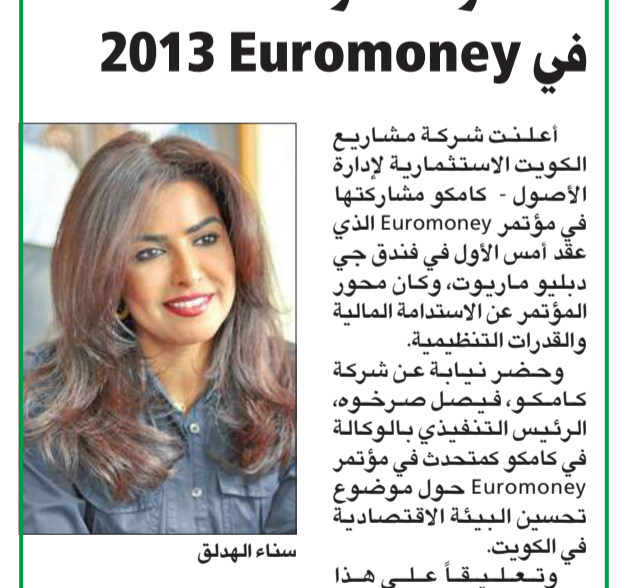 في Euromoney 2013
أعلنت شركة مشاريع
الكويت الاستثمارية لإدارة
الأصول - كامكو مشاركتها
في مؤتمر Euromoney الذي
عقد أمس الأول في فندق جي
دبليو ماريوت، وكان محور
المؤتمر عن الاستدامة المالية
والقدرات التنظيمية.
وحضر نيابة عن شركة
كامكو، فيصل صرخوه،
الرئيس التنفيذي بالوكالة
في كامكو كمتحدث في مؤتمر
Euromoney حول موضوع
تحسين البيئة الاقتصادية
في الكويت.
وتعليقاً على هذا
سناء الهدلق